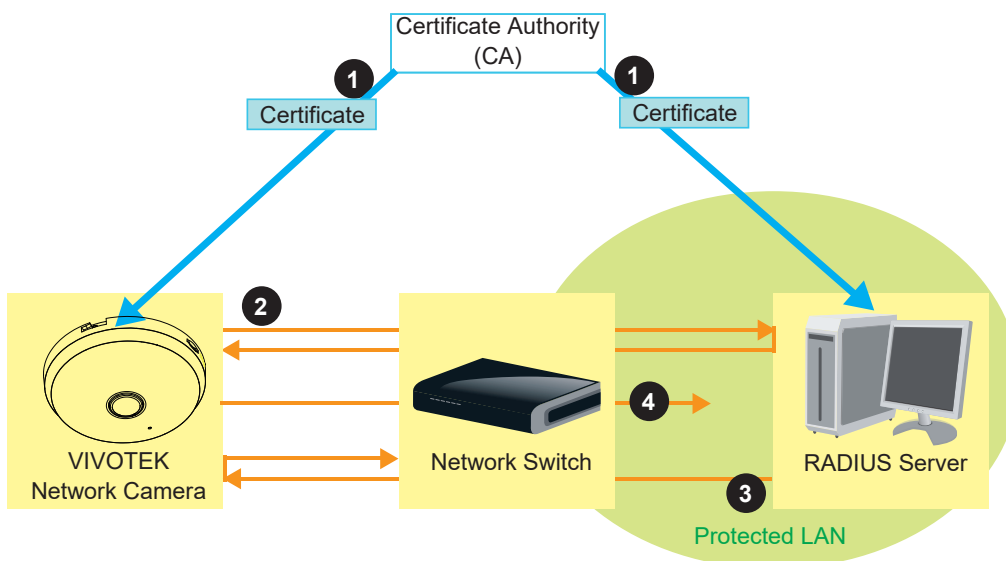 Certificate Authority
(CA)
1
1
Certificate
Certificate
2
4
VIVOTEK
Network Camera
Network Switch
RADIUS Server
3
Protected LAN